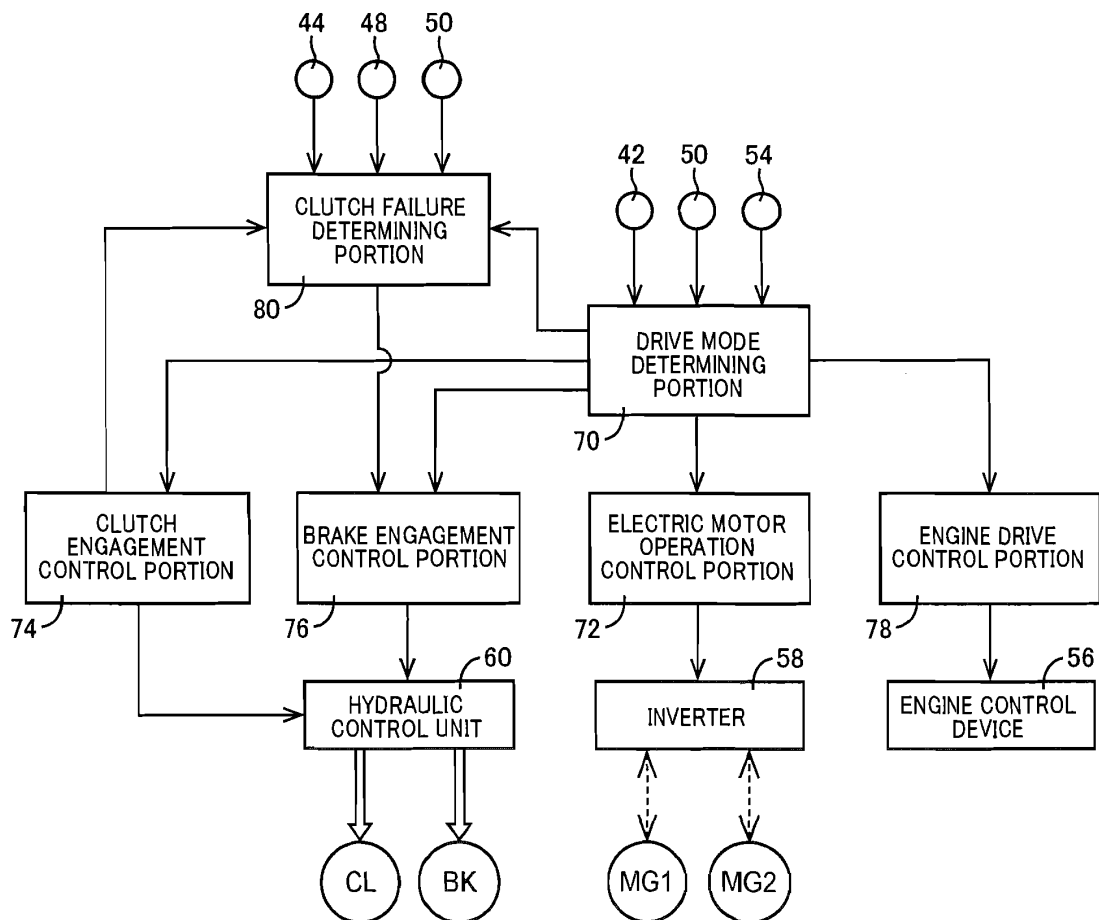 44 48 50
CLUTCH FAILURE
DETERMINING
PORTION
80
42 50 54
DRIVE MODE
DETERMINING
PORTION
70
CLUTCH
ENGAGEMENT
CONTROL PORTION
74
BRAKE ENGAGEMENT
CONTROL PORTION
76
ELECTRIC MOTOR
OPERATION
CONTROL PORTION
72
ENGINE DRIVE
CONTROL PORTION
78
60
HYDRAULIC
CONTROL UNIT
58
INVERTER
56
ENGINE CONTROL
DEVICE
CL BK MG1 MG2